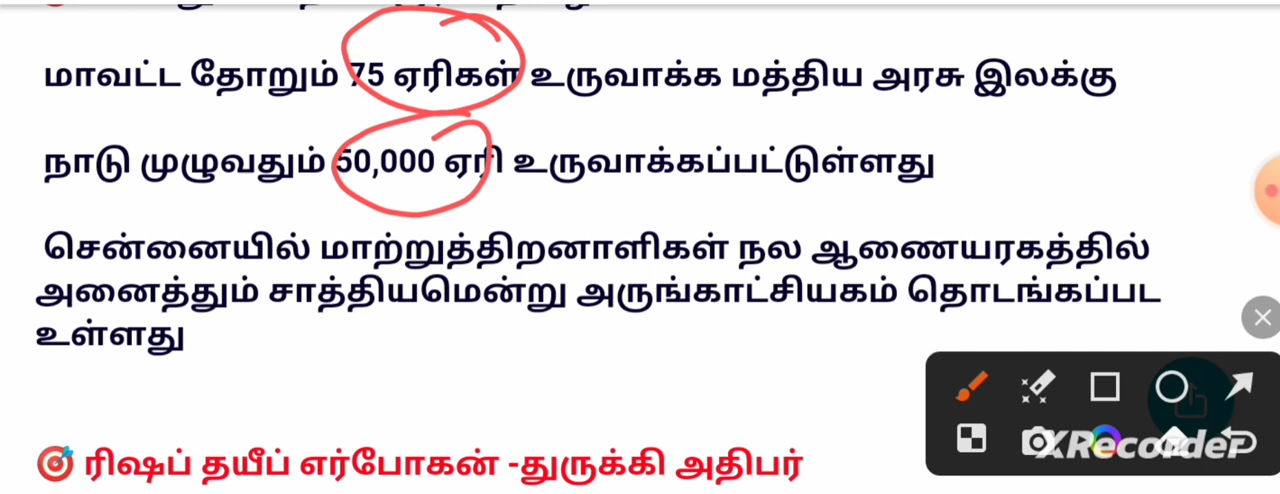 மாவட்ட தோறும் 75 ஏரிகள் உருவாக்க மத்திய அரசு இலக்கு
நாடு முழுவதும் 50,000 ஏரி உருவாக்கப்பட்டுள்ளது
சென்னையில் மாற்றுத்திறனாளிகள் நல ஆணையரகத்தில்
அனைத்தும் சாத்தியமென்று அருங்காட்சியகம் தொடங்கப்பட
உள்ளது
ரிஷப் தயீப் எர்போகன் -துருக்கி அதிபர்
XRecorder